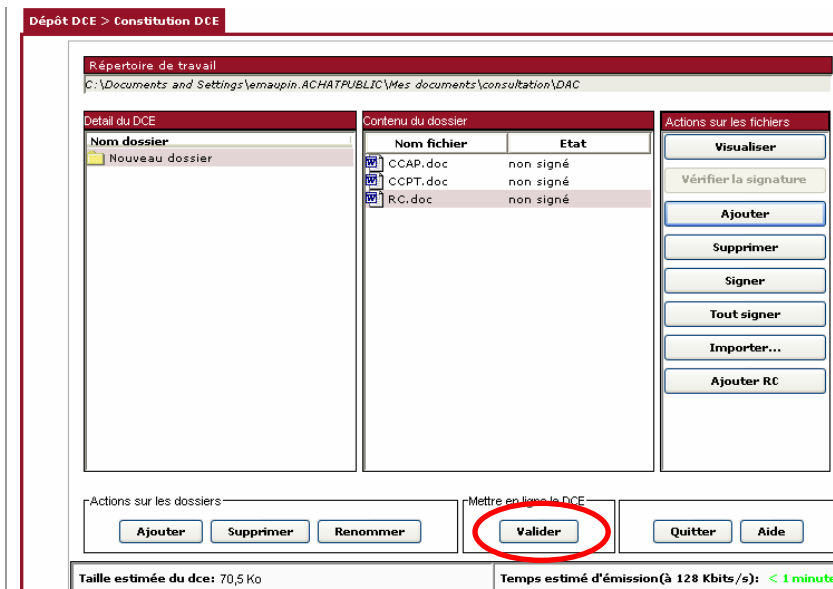 Dépôt DCE > Constitution DCE
Répertoire de travail
C:\Documents and Settings\emaupin.ACHATPUBLIC\Mes documents\consultation\DAC
Detail du DCE
Nom dossier
Nouveau dossier
Contenu du dossier
Nom fichier Etat
CCAP.doc non signé
CCPT.doc non signé
RC.doc non signé
Actions sur les fichiers
Visualiser
Vérifier la signature
Ajouter
Supprimer
Signer
Tout signer
Importer...
Ajouter RC
Actions sur les dossiers
Ajouter Supprimer Renommer
Mettre en ligne le DCE
Valider
Quitter Aide
Taille estimée du dce: 70,5 Ko
Temps estimé d'émission(à 128 Kbits/s): < 1 minute